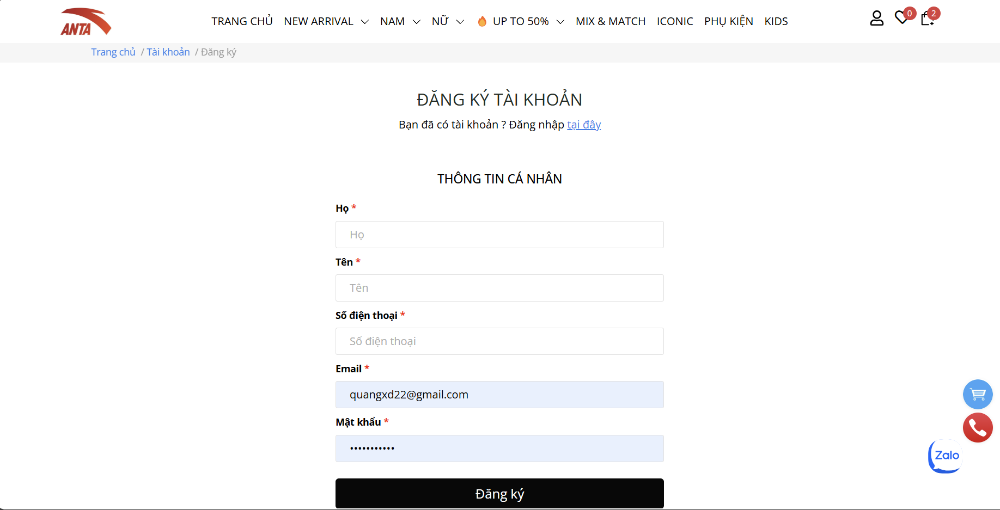 ANTA
TRANG CHỦ NEW ARRIVAL NAM NỮ UP TO 50% MIX & MATCH ICONIC PHỤ KIỆN KIDS
0 2
Trang chủ / Tài khoản / Đăng ký
ĐĂNG KÝ TÀI KHOẢN
Bạn đã có tài khoản ? Đăng nhập tại đây
THÔNG TIN CÁ NHÂN
Họ *
Họ
Tên *
Tên
Số điện thoại *
Số điện thoại
Email *
quangxd22@gmail.com
Mật khẩu *
•••••••••••
Zalo
Đăng ký